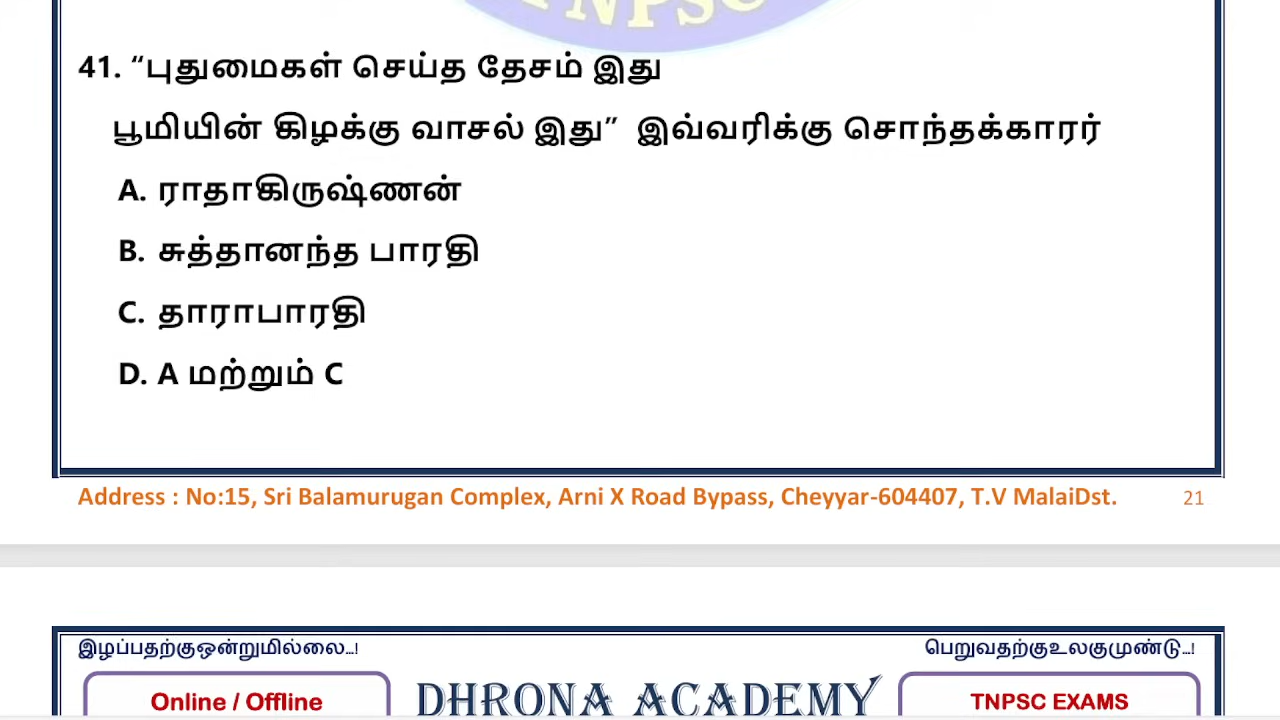 TNPSC
41. “புதுமைகள் செய்த தேசம் இது
பூமியின் கிழக்கு வாசல் இது” இவ்வரிக்கு சொந்தக்காரர்
A. ராதாகிருஷ்ணன்
B. சுத்தானந்த பாரதி
C. தாராபாரதி
D. A மற்றும் C
Address : No:15, Sri Balamurugan Complex, Arni X Road Bypass, Cheyyar-604407, T.V MalaiDst. 21
இழப்பதற்குஒன்றுமில்லை...! பெறுவதற்குஉலகுமுண்டு...!
Online / Offline DHRONA ACADEMY TNPSC EXAMS